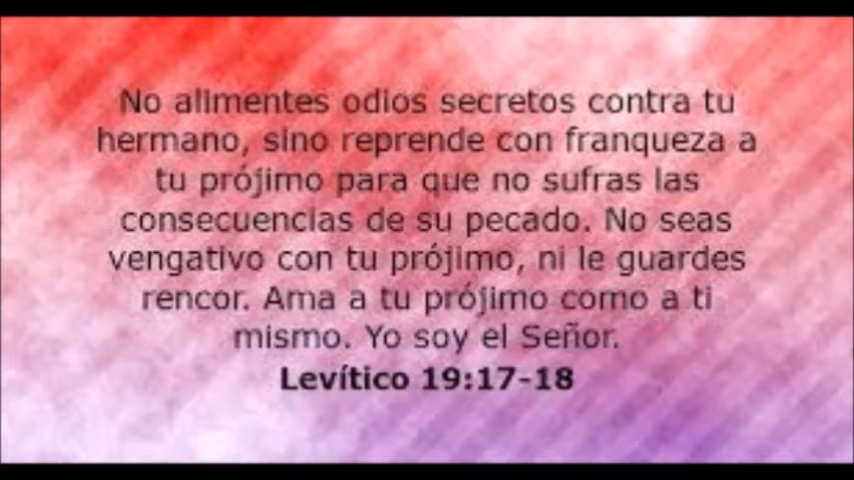 No alimentes odios secretos contra tu
hermano, sino reprende con franqueza a
tu prójimo para que no sufras las
consecuencias de su pecado. No seas
vengativo con tu prójimo, ni le guardes
rencor. Ama a tu prójimo como a ti
mismo. Yo soy el Señor.
Levítico 19:17-18